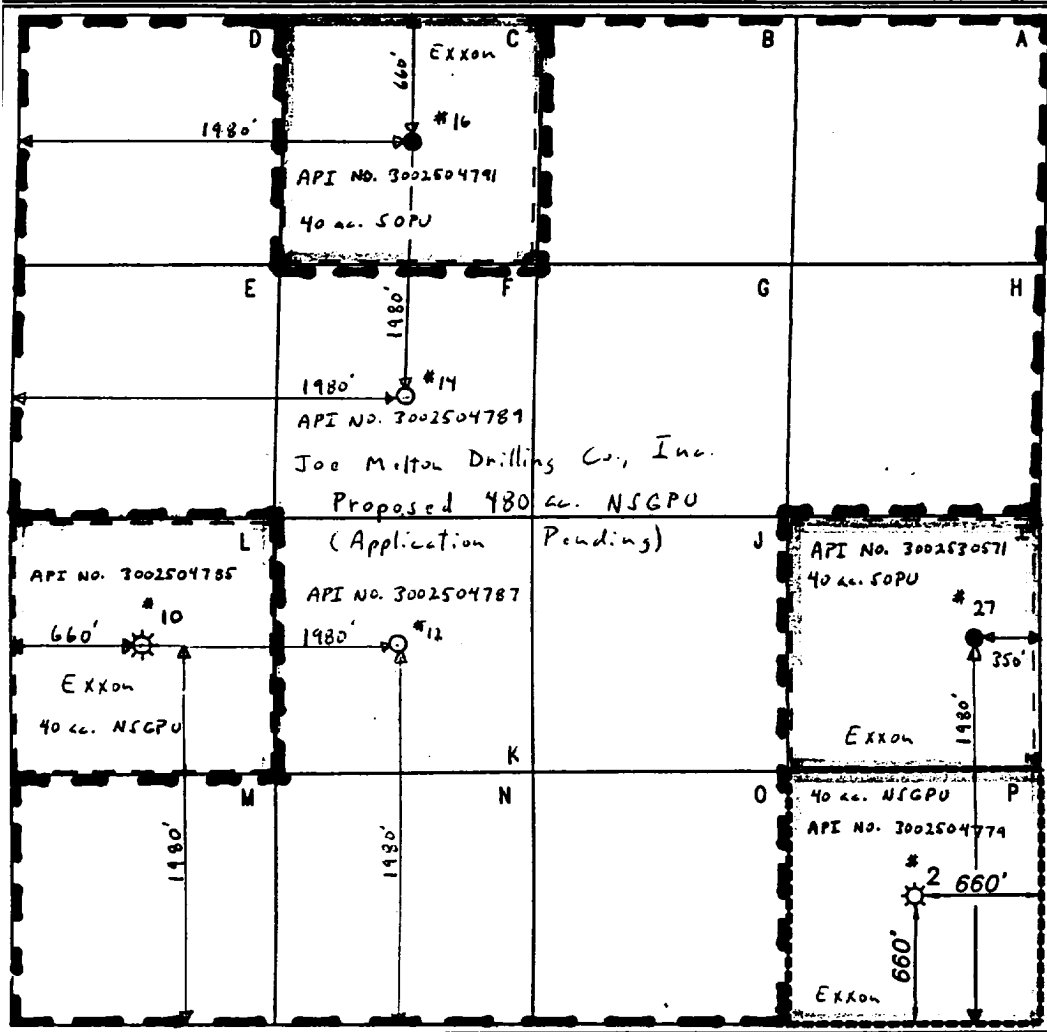 D
C
B
A
Exxon
660'
#16
1980'
API NO. 3002504791
40 ac. SOPU
E
F
G
H
1980'
1980'
#14
API NO. 3002504789
Joe Melton Drilling Co., Inc.
Proposed 480 ac. NSGPU
(Application Pending)
L
J
I
API NO. 3002504785
API NO. 3002504787
API NO. 3002530571
40 ac. SOPU
#10
#12
#27
660'
1980'
350'
Exxon
40 ac. NSGPU
1980'
Exxon
K
M
N
O
P
40 ac. NSGPU
API NO. 3002504774
1980'
1980'
#2
660'
660'
Exxon